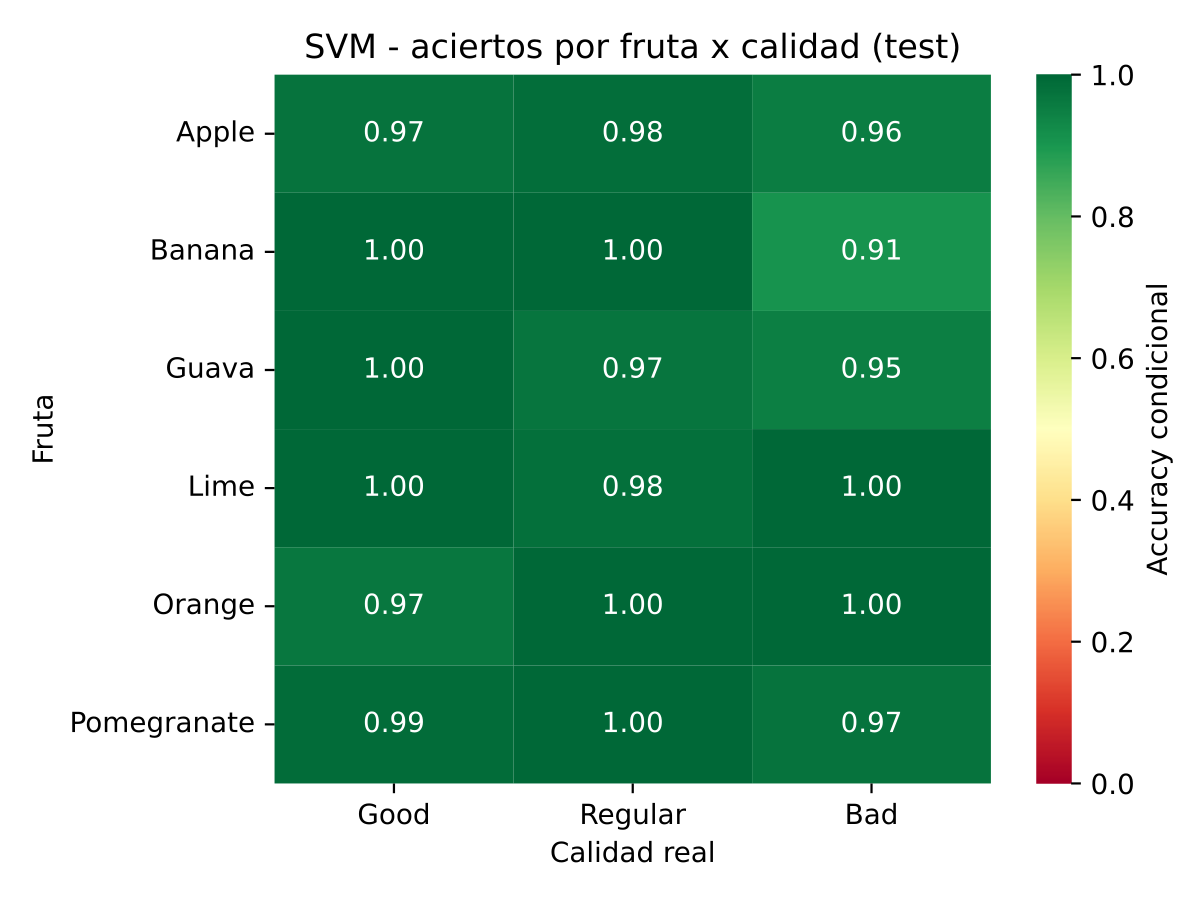 SVM - aciertos por fruta x calidad (test)
Fruta
Apple 0.97 0.98 0.96
Banana 1.00 1.00 0.91
Guava 1.00 0.97 0.95
Lime 1.00 0.98 1.00
Orange 0.97 1.00 1.00
Pomegranate 0.99 1.00 0.97
Good Regular Bad
Calidad real
1.0
0.8
0.6
0.4
0.2
0.0
Accuracy condicional